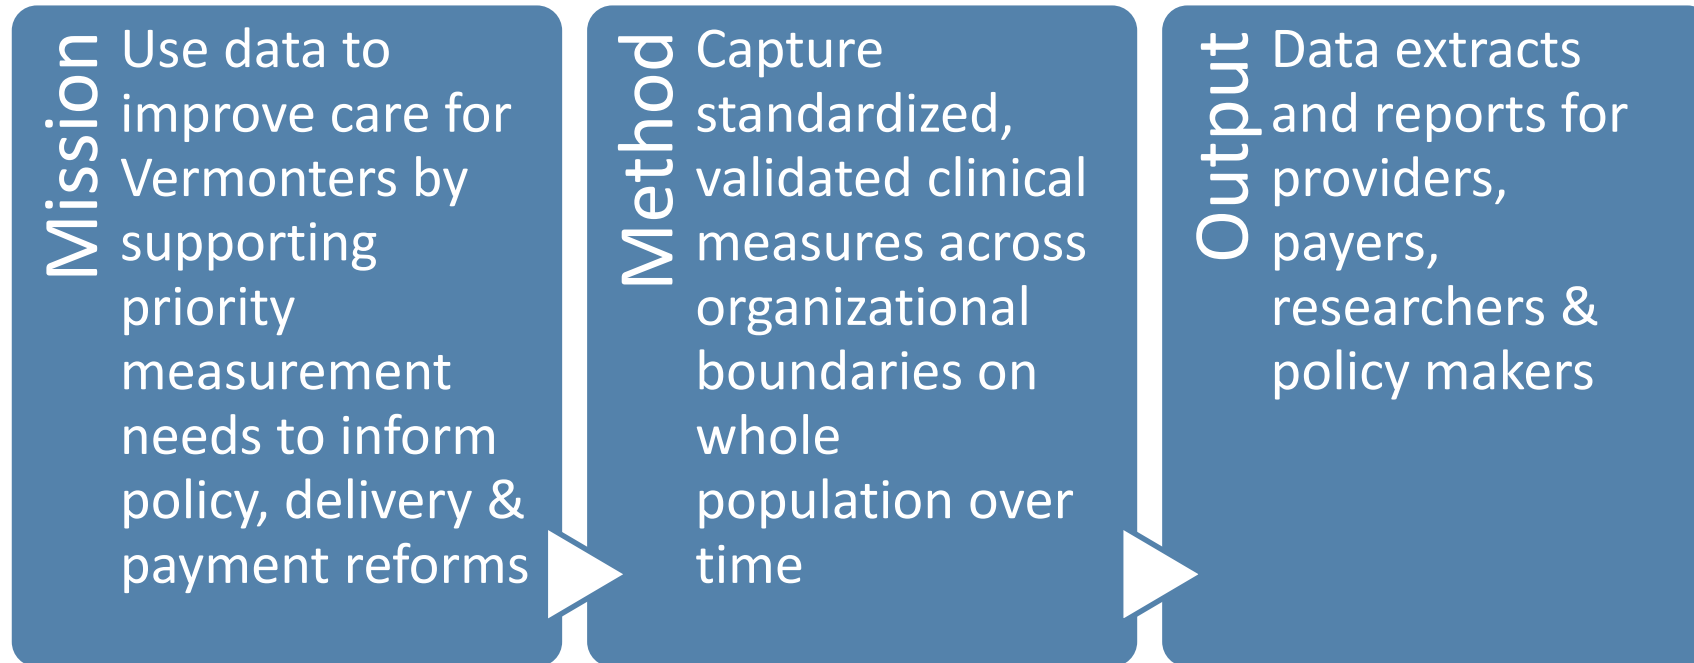 Mission
Use data to
improve care for
Vermonters by
supporting
priority
measurement
needs to inform
policy, delivery &
payment reforms
Method
Capture
standardized,
validated clinical
measures across
organizational
boundaries on
whole
population over
time
Output
Data extracts
and reports for
providers,
payers,
researchers &
policy makers